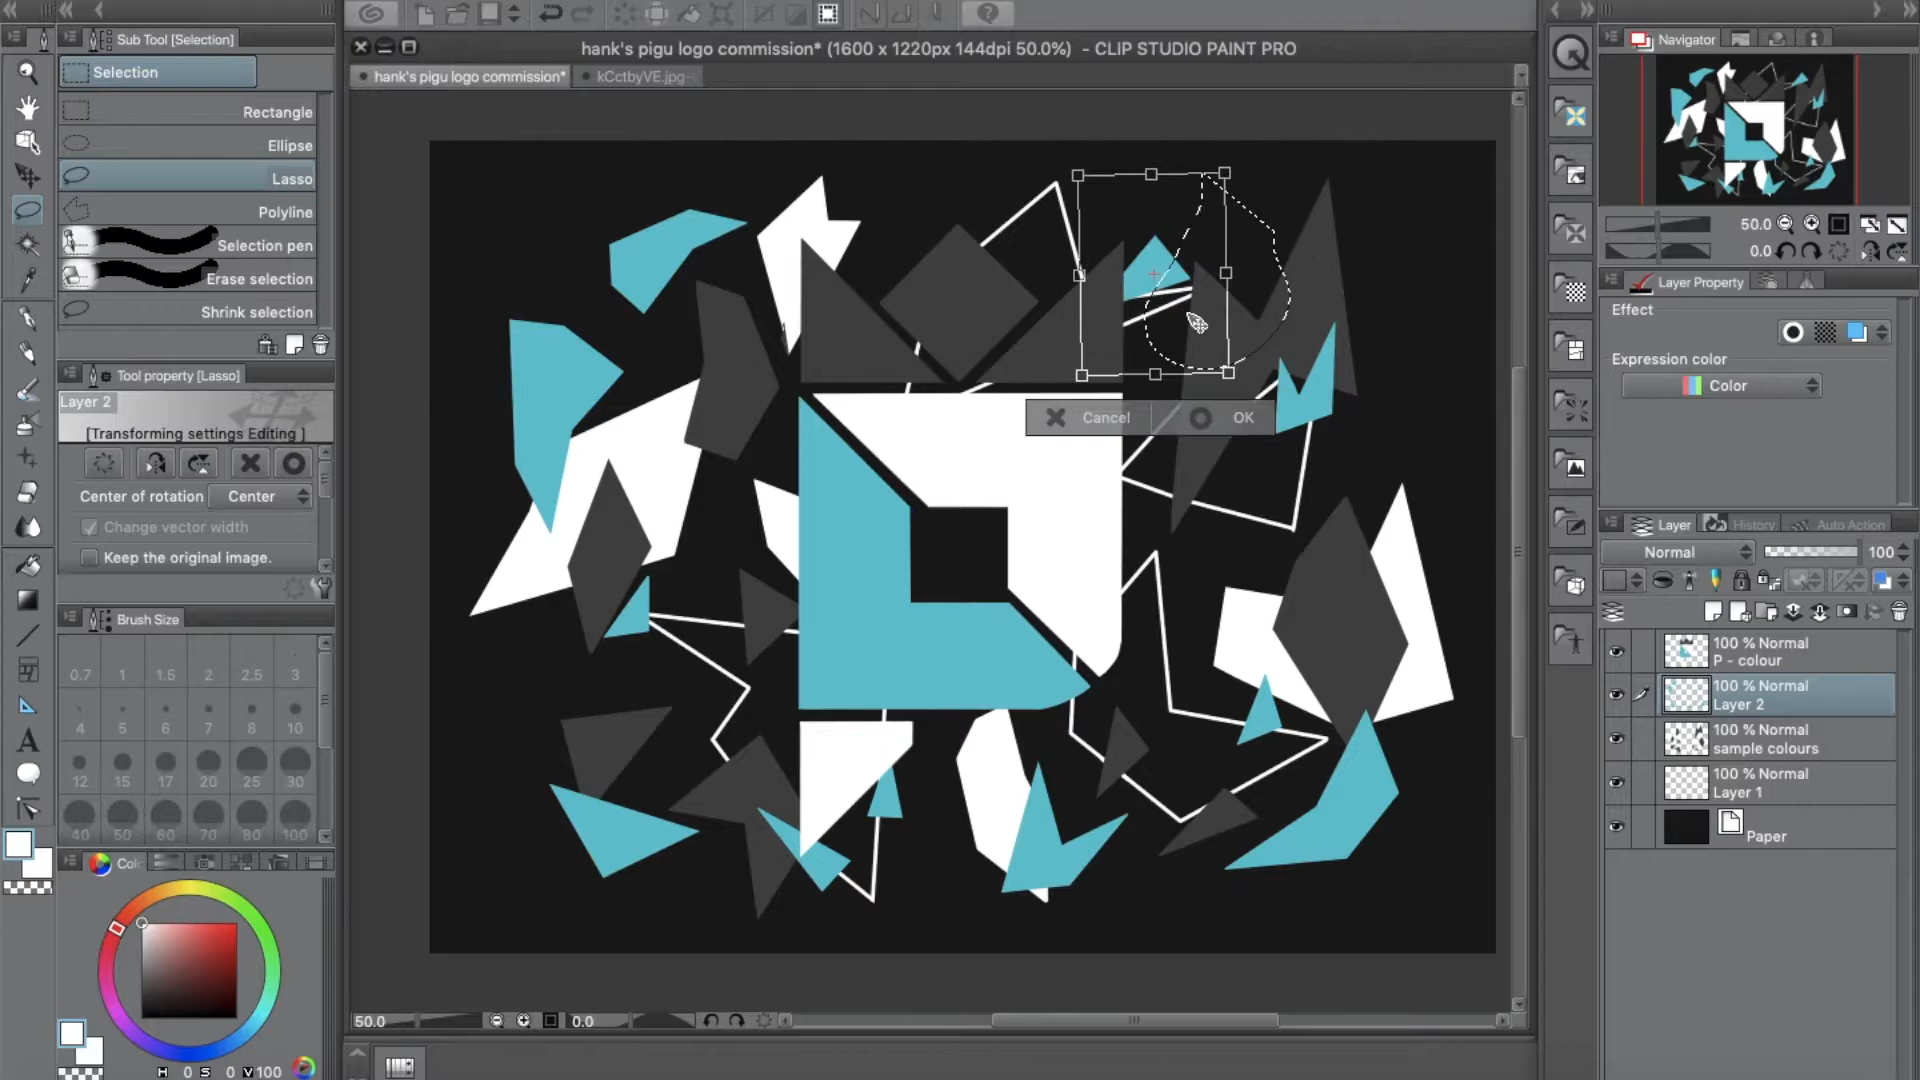 Sub Tool [Selection]
Selection
Rectangle
Ellipse
Lasso
Polyline
Selection pen
Erase selection
Shrink selection
Tool property [Lasso]
Layer 2
[Transforming settings Editing ]
Center of rotation
Center
Change vector width
Keep the original image.
Brush Size
0.7 1 1.5 2 2.5 3
4 5 6 7 8 10
12 15 17 20 25 30
40 50 60 70 80 100
Col
H 0 S 0 V 100
hank's pigu logo commission* (1600 x 1220px 144dpi 50.0%) - CLIP STUDIO PAINT PRO
hank's pigu logo commission*
kCctbyVE.jpg
Cancel
OK
50.0
0.0
Navigator
50.0
0.0
Layer Property
Effect
Expression color
Color
Layer
History
Auto Action
Normal
100
100 % Normal
P - colour
100 % Normal
Layer 2
100 % Normal
sample colours
100 % Normal
Layer 1
Paper